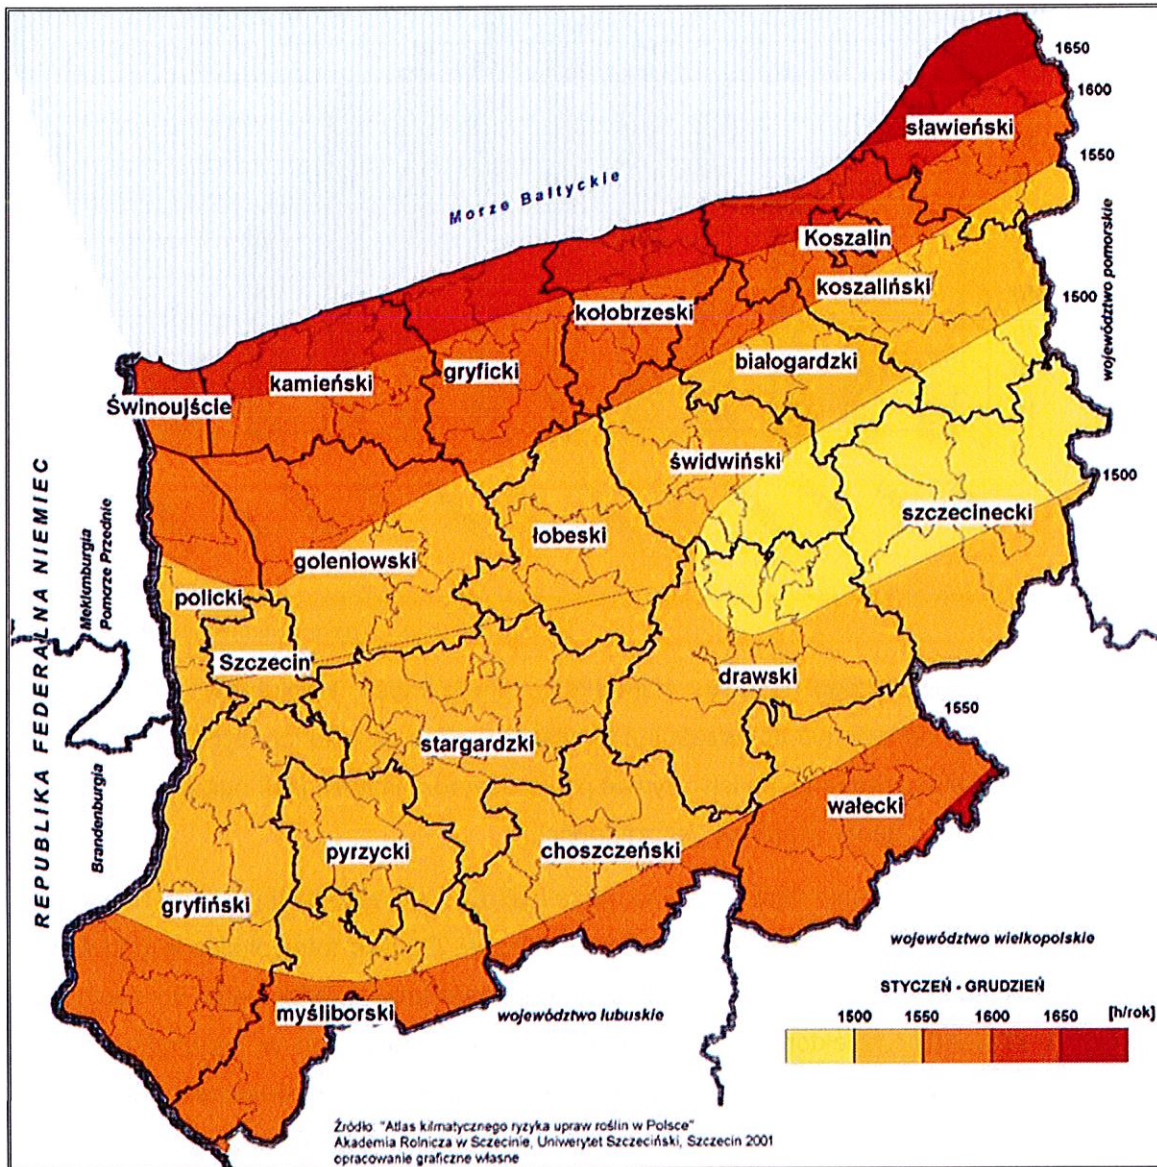 1650
1600
sławieński
1550
Morze Bałtyckie
województwo pomorskie
Koszalin
koszaliński
1500
kołobrzeski
białogardzki
gryficki
kamieński
Świnoujście
świdwiński
1500
szczecinecki
REPUBLIKA FEDERALNA NIEMIEC
Meklemburgia
Pomorze Przednie
łobeski
goleniowski
policki
Szczecin
drawski
1550
stargardzki
Brandenburgia
wałecki
pyrzycki
choszczeński
gryfiński
województwo wielkopolskie
STYCZEŃ - GRUDZIEŃ
myśliborski
województwo lubuskie
1500 1550 1600 1650 [h/rok]
Źródło: "Atlas kilmatycznego ryzyka upraw roślin w Polsce"
Akademia Rolnicza w Sczecinie, Uniwerytet Szczeciński, Szczecin 2001
opracowanie graficzne własne